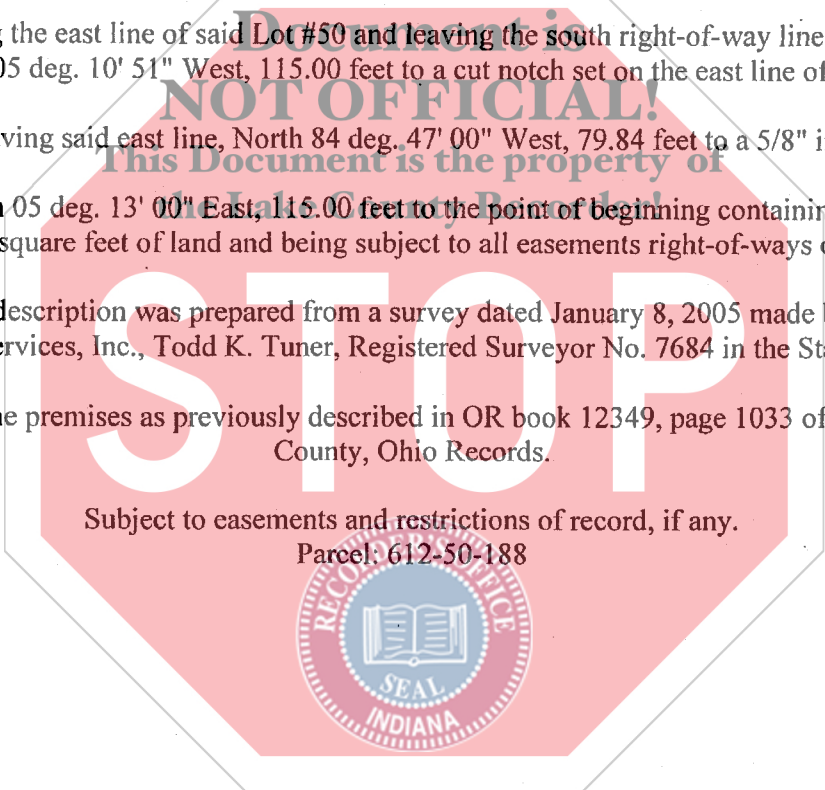 the east line of said Lot #50 and leaving the south right-of-way line
Document is
05 deg. 10' 51" West, 115.00 feet to a cut notch set on the east line of
NOT OFFICIAL!
ving said east line, North 84 deg. 47' 00" West, 79.84 feet to a 5/8" i
This Document is the property of
05 deg. 13' 00" East, 115.00 feet to the point of beginning containin
the Lake County Recorder!
square feet of land and being subject to all easements right-of-ways
description was prepared from a survey dated January 8, 2005 made
ervices, Inc., Todd K. Tuner, Registered Surveyor No. 7684 in the Sta
STOP
e premises as previously described in OR book 12349, page 1033 of
County, Ohio Records.
Subject to easements and restrictions of record, if any.
Parcel: 612-50-188
RECORDER'S OFFICE
SEAL
INDIANA